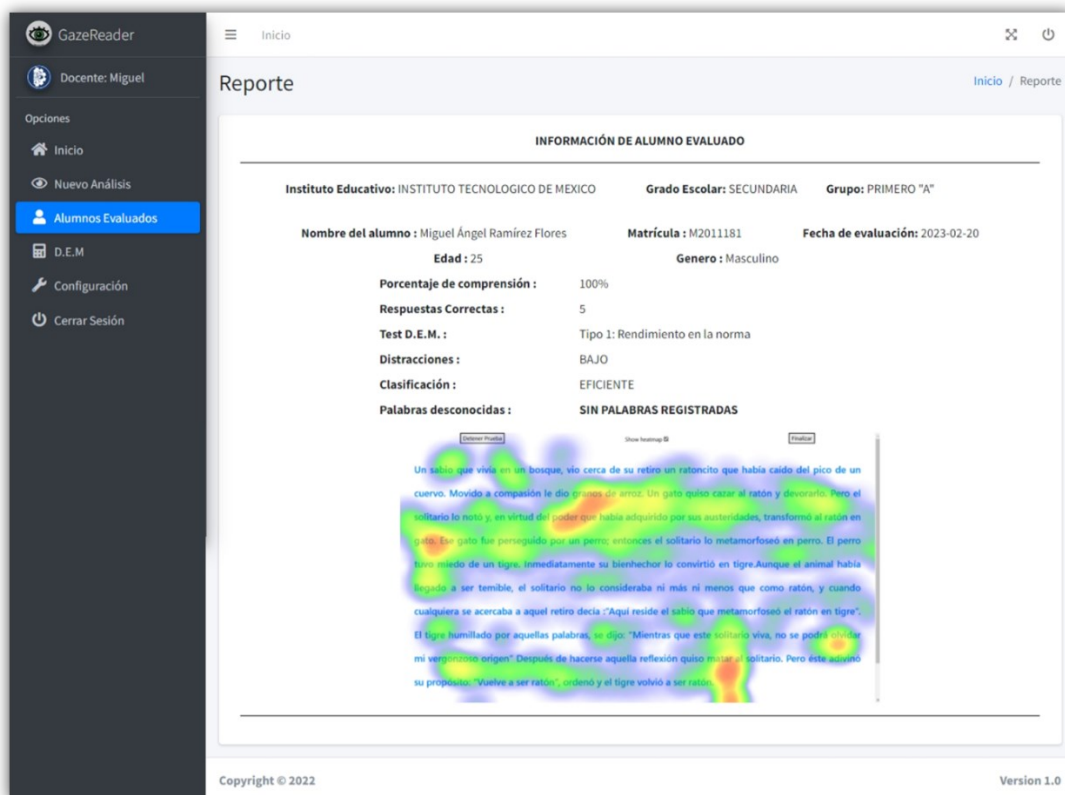 GazeReader
Inicio
Docente: Miguel
Reporte
Inicio / Reporte
Opciones
Inicio
Nuevo Análisis
Alumnos Evaluados
D.E.M
Configuración
Cerrar Sesión
INFORMACIÓN DE ALUMNO EVALUADO
Instituto Educativo: INSTITUTO TECNOLOGICO DE MEXICO Grado Escolar: SECUNDARIA Grupo: PRIMERO "A"
Nombre del alumno : Miguel Ángel Ramírez Flores Matrícula : M2011181 Fecha de evaluación: 2023-02-20
Edad : 25 Genero : Masculino
Porcentaje de comprensión : 100%
Respuestas Correctas : 5
Test D.E.M. : Tipo 1: Rendimiento en la norma
Distracciones : BAJO
Clasificación : EFICIENTE
Palabras desconocidas : SIN PALABRAS REGISTRADAS
Detener Prueba Show heatmap Finalizar
Un sabio que vivía en un bosque, vio cerca de su retiro un ratoncito que había caído del pico de un
cuervo. Movido a compasión le dio granos de arroz. Un gato quiso cazar al ratón y devorarlo. Pero el
solitario lo notó y, en virtud del poder que había adquirido por sus austeridades, transformó al ratón en
gato. Ese gato fue perseguido por un perro; entonces el solitario lo metamorfoseó en perro. El perro
tuvo miedo de un tigre. Inmediatamente su bienhechor lo convirtió en tigre.Aunque el animal había
llegado a ser temible, el solitario no lo consideraba ni más ni menos que como ratón, y cuando
cualquiera se acercaba a aquel retiro decía :"Aquí reside el sabio que metamorfoseó el ratón en tigre".
El tigre humillado por aquellas palabras, se dijo: "Mientras que este solitario viva, no se podrá olvidar
mi vergonzoso origen" Después de hacerse aquella reflexión quiso matar al solitario. Pero éste adivinó
su propósito: "Vuelve a ser ratón", ordenó y el tigre volvió a ser ratón.
Copyright © 2022 Version 1.0